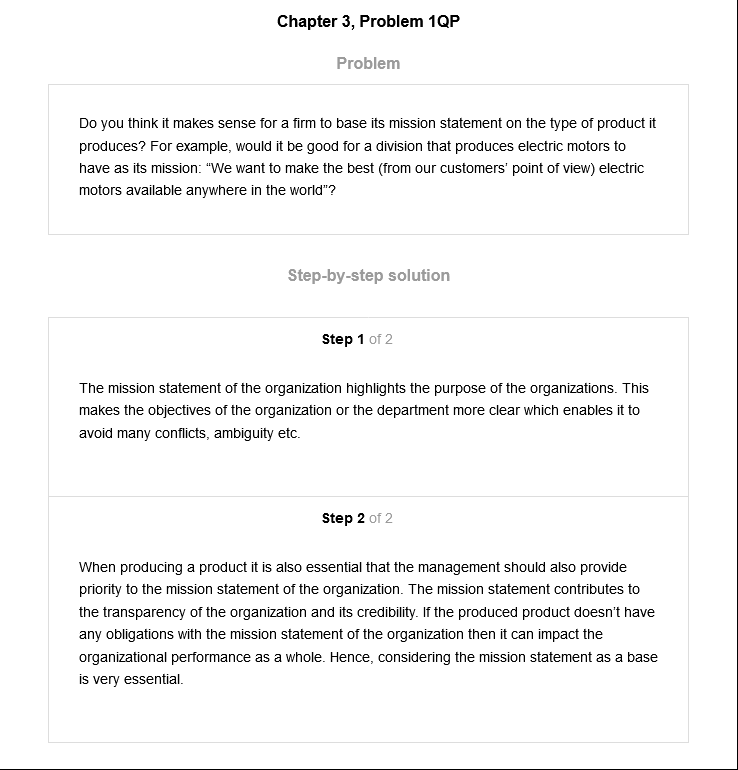 Chapter 3, Problem 1QP
Problem
Do you think it makes sense for a firm to base its mission statement on the type of product it
produces? For example, would it be good for a division that produces electric motors to
have as its mission: “We want to make the best (from our customers’ point of view) electric
motors available anywhere in the world”?
Step-by-step solution
Step 1 of 2
The mission statement of the organization highlights the purpose of the organizations. This
makes the objectives of the organization or the department more clear which enables it to
avoid many conflicts, ambiguity etc.
Step 2 of 2
When producing a product it is also essential that the management should also provide
priority to the mission statement of the organization. The mission statement contributes to
the transparency of the organization and its credibility. If the produced product doesn’t have
any obligations with the mission statement of the organization then it can impact the
organizational performance as a whole. Hence, considering the mission statement as a base
is very essential.